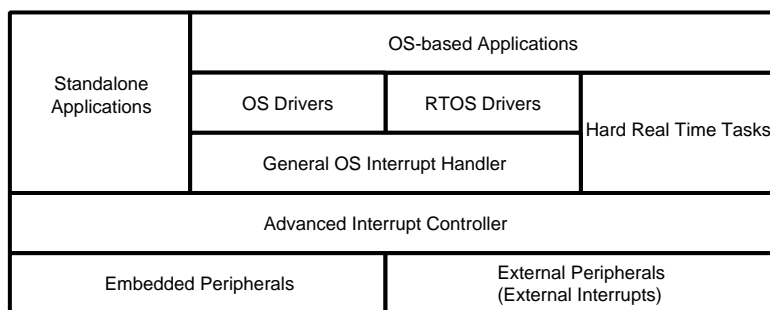 OS-based Applications
Standalone
Applications
OS Drivers
RTOS Drivers
Hard Real Time Tasks
General OS Interrupt Handler
Advanced Interrupt Controller
Embedded Peripherals
External Peripherals
(External Interrupts)